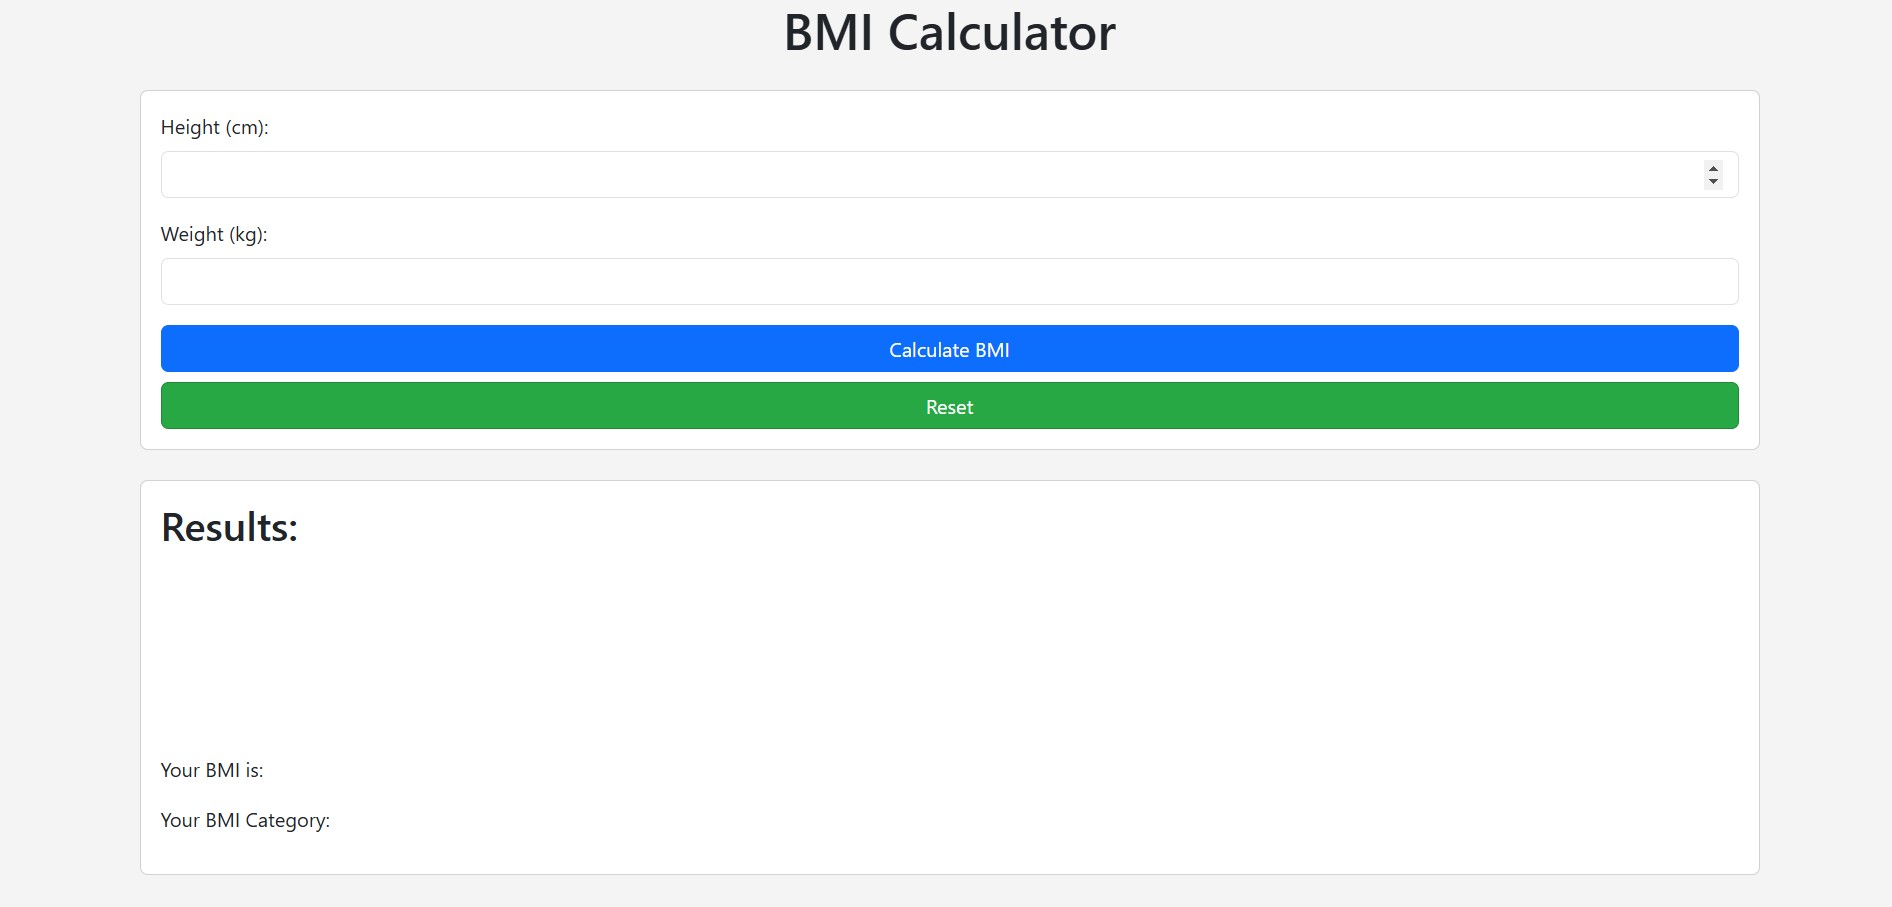 BMI Calculator
Height (cm):
Weight (kg):
Calculate BMI
Reset
Results:
Your BMI is:
Your BMI Category: